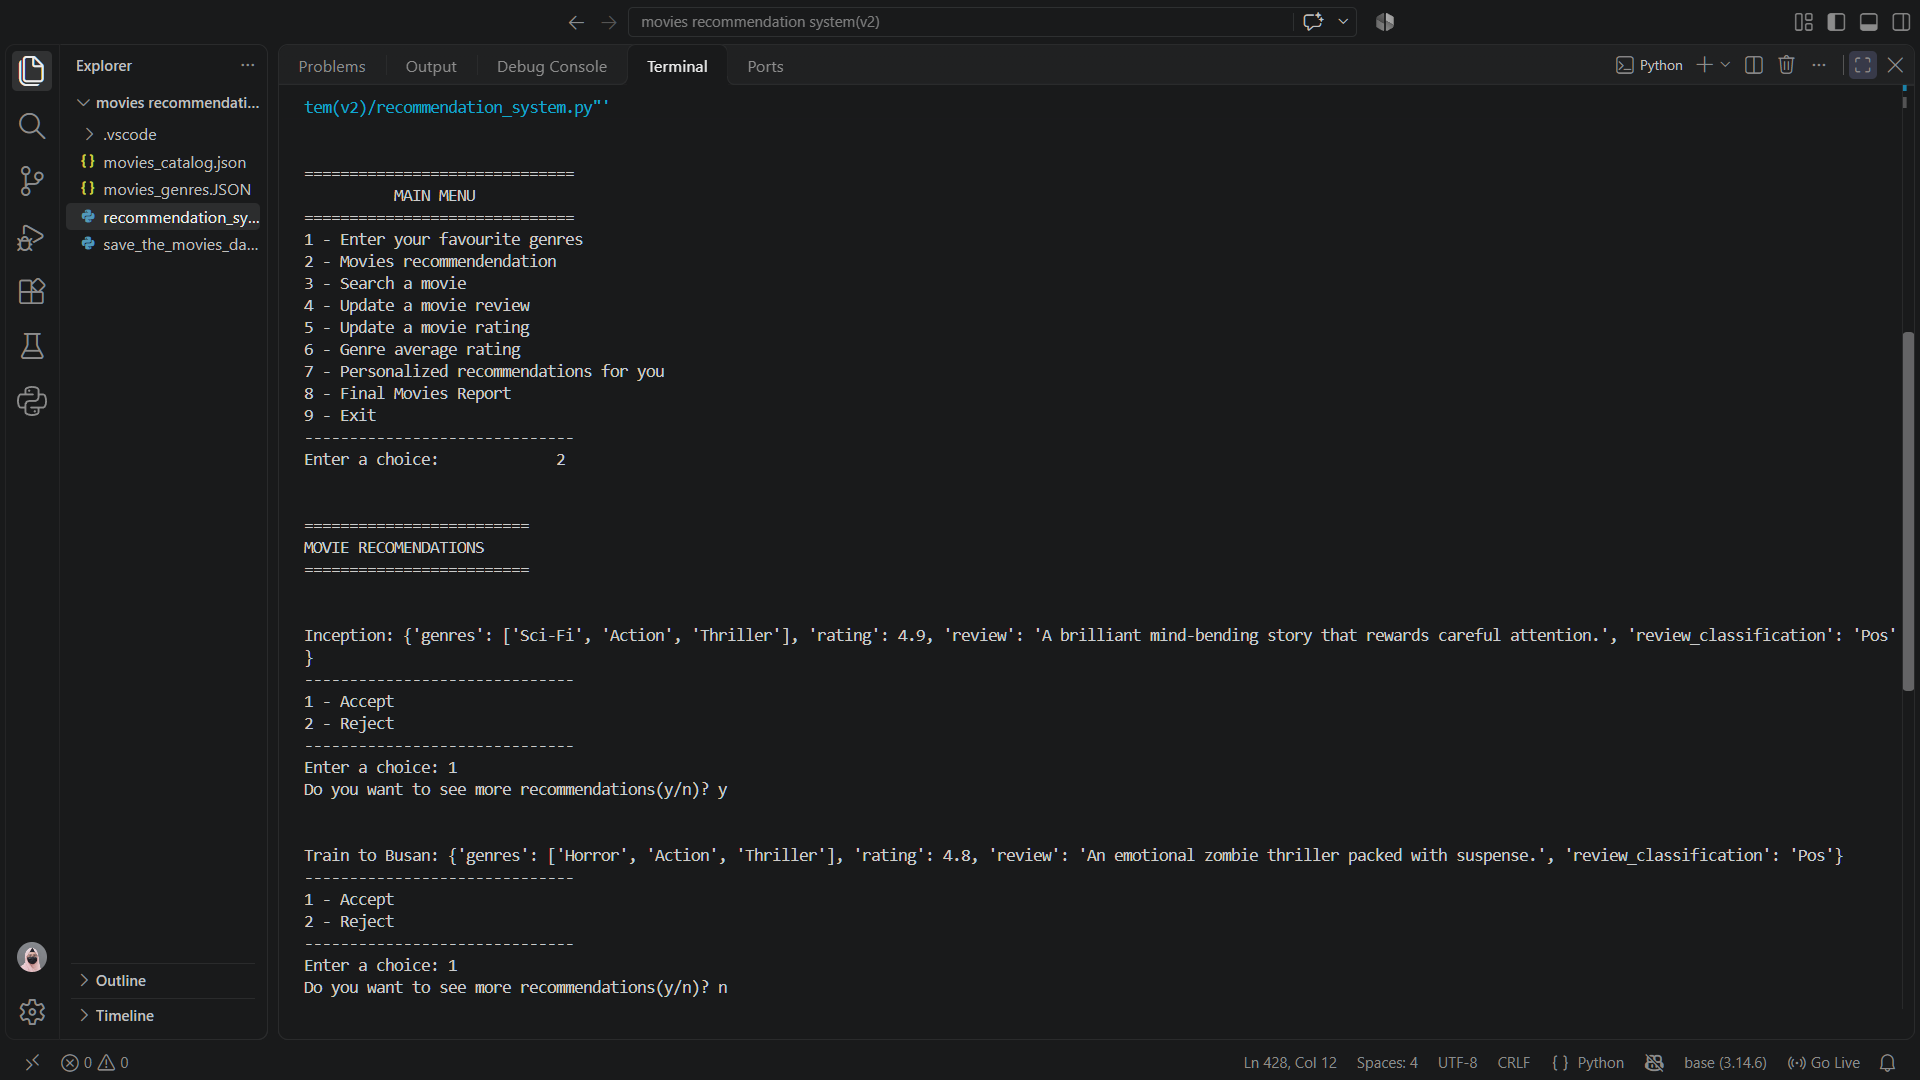 movies recommendation system(v2)
Explorer
movies recommendati...
.vscode
movies_catalog.json
movies_genres.JSON
recommendation_sy...
save_the_movies_da...
Outline
Timeline
Problems
Output
Debug Console
Terminal
Ports
Python
tem(v2)/recommendation_system.py"'
==============================
MAIN MENU
==============================
1 - Enter your favourite genres
2 - Movies recommendendation
3 - Search a movie
4 - Update a movie review
5 - Update a movie rating
6 - Genre average rating
7 - Personalized recommendations for you
8 - Final Movies Report
9 - Exit
------------------------------
Enter a choice: 2
=========================
MOVIE RECOMENDATIONS
=========================
Inception: {'genres': ['Sci-Fi', 'Action', 'Thriller'], 'rating': 4.9, 'review': 'A brilliant mind-bending story that rewards careful attention.', 'review_classification': 'Pos'
}
------------------------------
1 - Accept
2 - Reject
------------------------------
Enter a choice: 1
Do you want to see more recommendations(y/n)? y
Train to Busan: {'genres': ['Horror', 'Action', 'Thriller'], 'rating': 4.8, 'review': 'An emotional zombie thriller packed with suspense.', 'review_classification': 'Pos'}
------------------------------
1 - Accept
2 - Reject
------------------------------
Enter a choice: 1
Do you want to see more recommendations(y/n)? n
0 0
Ln 428, Col 12
Spaces: 4
UTF-8
CRLF
{ } Python
base (3.14.6)
Go Live